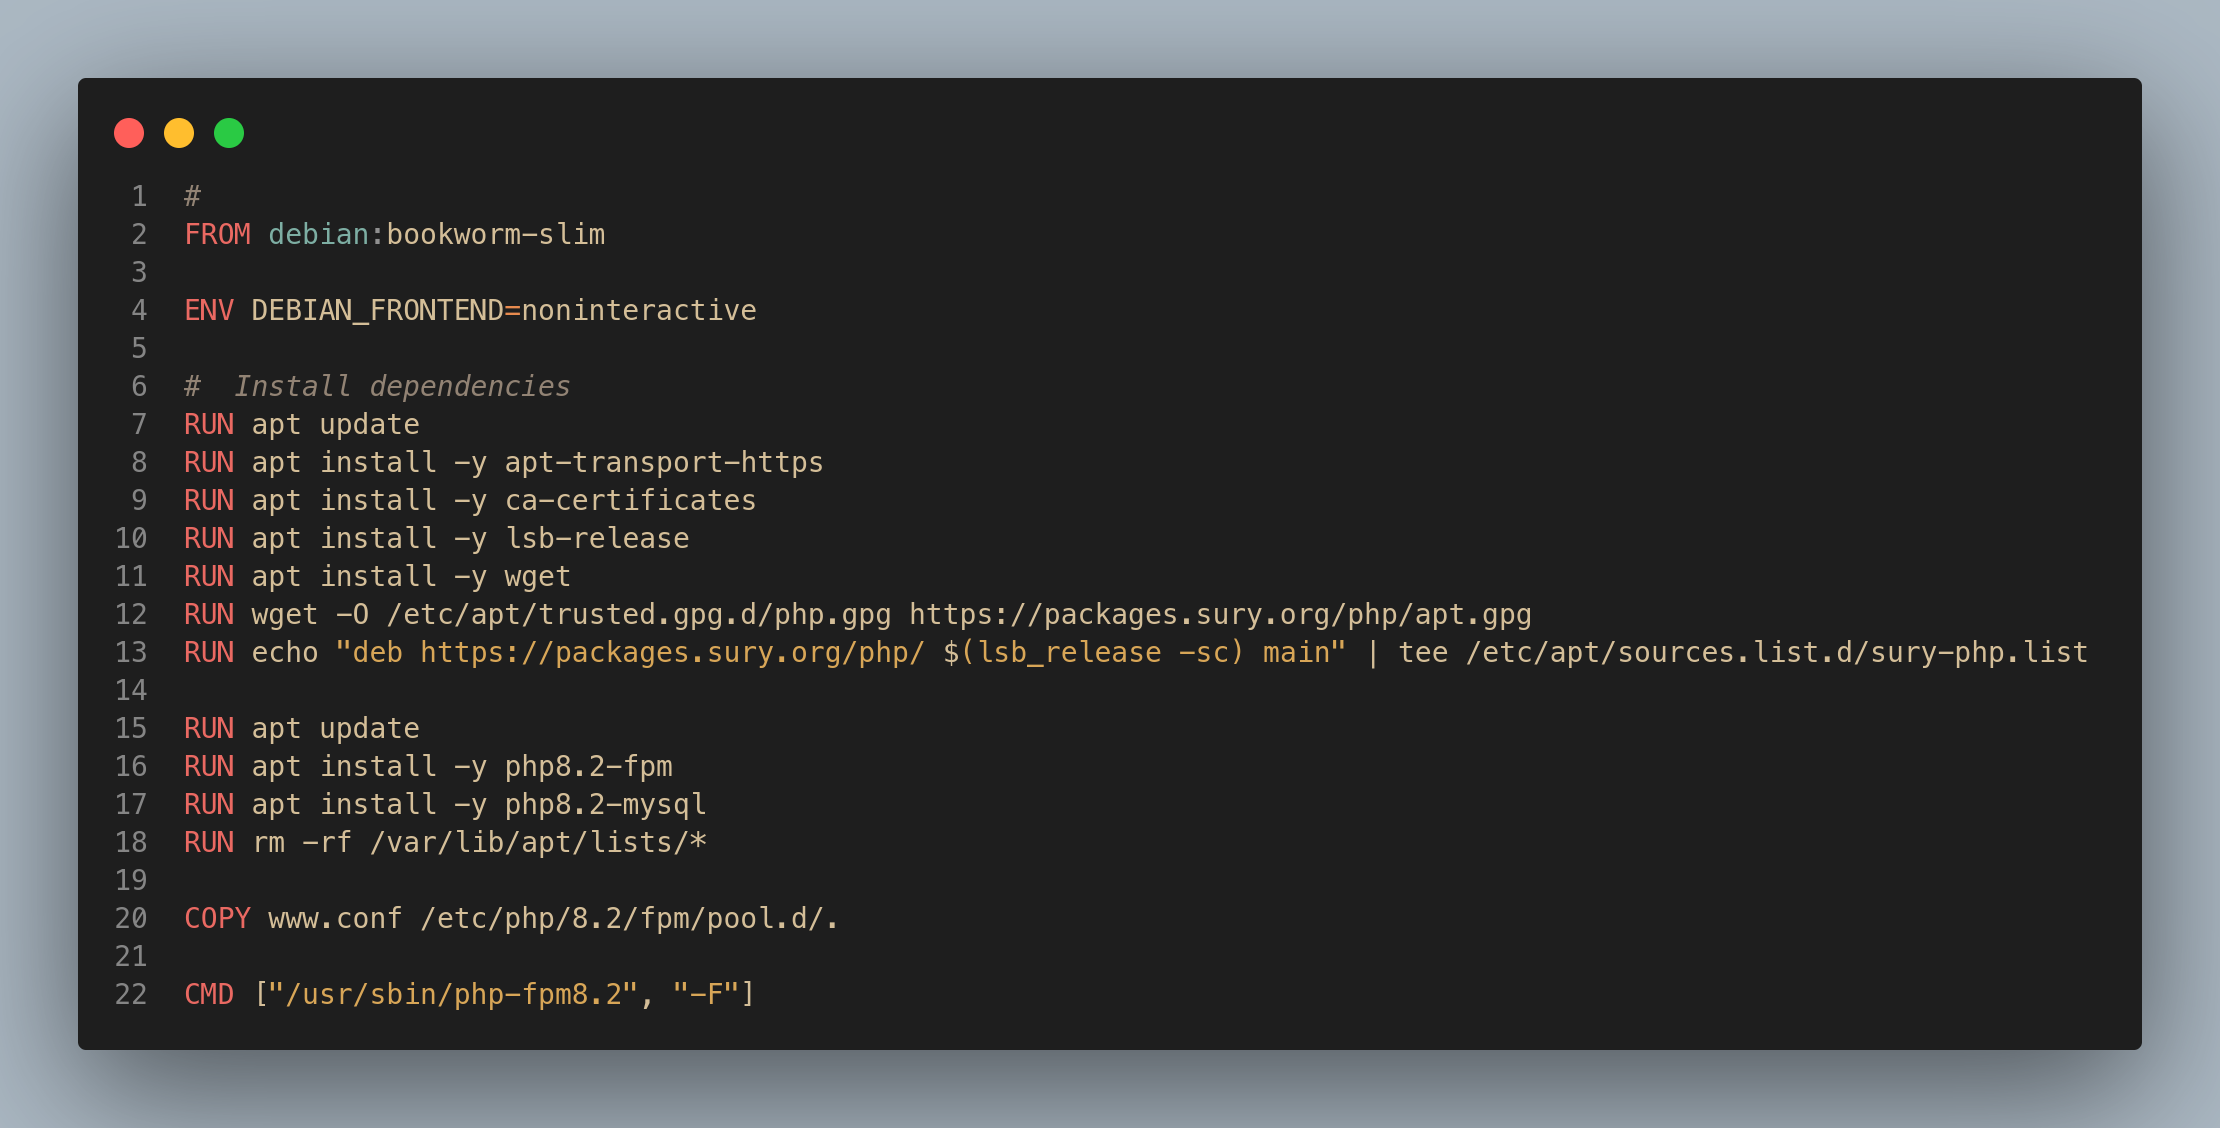 1 #
2 FROM debian:bookworm-slim
3
4 ENV DEBIAN_FRONTEND=noninteractive
5
6 #  Install dependencies
7 RUN apt update
8 RUN apt install -y apt-transport-https
9 RUN apt install -y ca-certificates
10 RUN apt install -y lsb-release
11 RUN apt install -y wget
12 RUN wget -O /etc/apt/trusted.gpg.d/php.gpg https://packages.sury.org/php/apt.gpg
13 RUN echo "deb https://packages.sury.org/php/ $(lsb_release -sc) main" | tee /etc/apt/sources.list.d/sury-php.list
14
15 RUN apt update
16 RUN apt install -y php8.2-fpm
17 RUN apt install -y php8.2-mysql
18 RUN rm -rf /var/lib/apt/lists/*
19
20 COPY www.conf /etc/php/8.2/fpm/pool.d/.
21
22 CMD ["/usr/sbin/php-fpm8.2", "-F"]